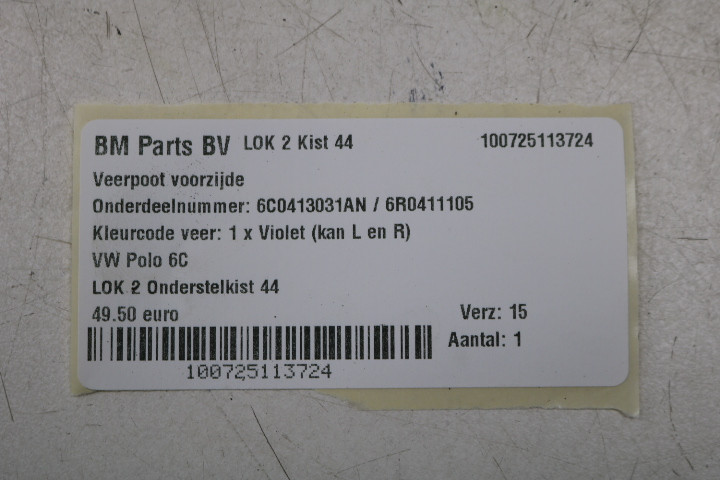 BM Parts BV LOK 2 Kist 44 100725113724
Veerpoot voorzijde
Onderdeelnummer: 6C0413031AN / 6R0411105
Kleurcode veer: 1 x Violet (kan L en R)
VW Polo 6C
LOK 2 Onderstelkist 44
49.50 euro Verz: 15
Aantal: 1
100725113724